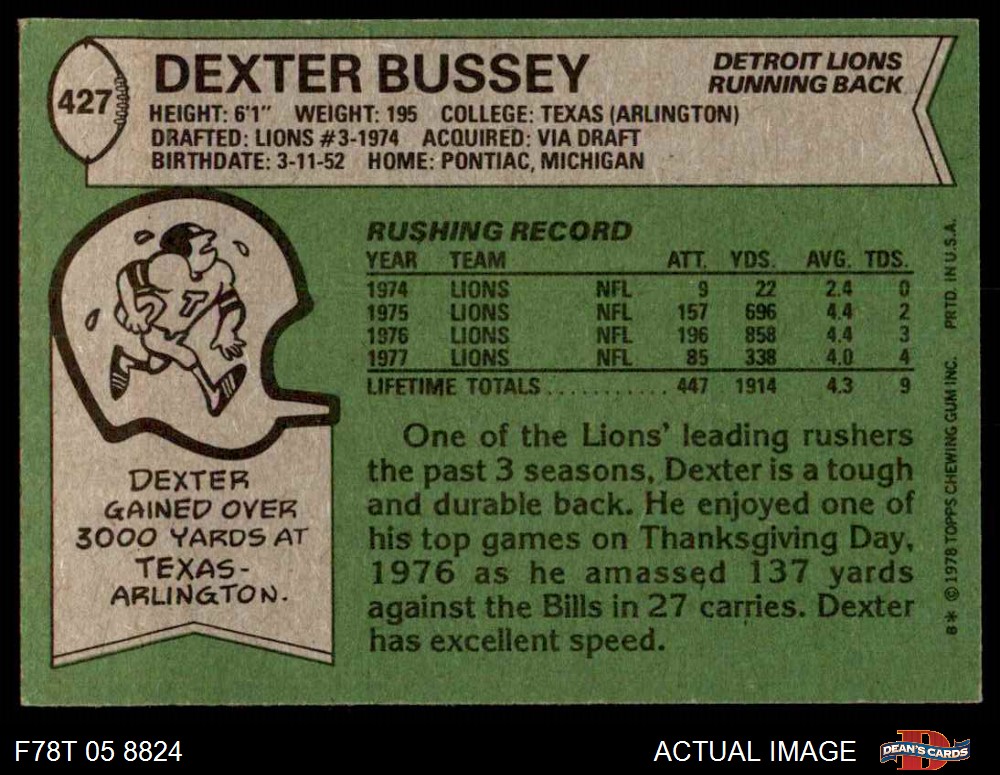 427
DEXTER BUSSEY
DETROIT LIONS
RUNNING BACK
HEIGHT: 6'1" WEIGHT: 195 COLLEGE: TEXAS (ARLINGTON)
DRAFTED: LIONS #3-1974 ACQUIRED: VIA DRAFT
BIRTHDATE: 3-11-52 HOME: PONTIAC, MICHIGAN
T
DEXTER
GAINED OVER
3000 YARDS AT
TEXAS-
ARLINGTON.
RUSHING RECORD
YEAR TEAM ATT. YDS. AVG. TDS.
1974 LIONS NFL 9 22 2.4 0
1975 LIONS NFL 157 696 4.4 2
1976 LIONS NFL 196 858 4.4 3
1977 LIONS NFL 85 338 4.0 4
LIFETIME TOTALS............ 447 1914 4.3 9
One of the Lions' leading rushers
the past 3 seasons, Dexter is a tough
and durable back. He enjoyed one of
his top games on Thanksgiving Day,
1976 as he amassed 137 yards
against the Bills in 27 carries. Dexter
has excellent speed.
8* © 1978 TOPPS CHEWING GUM INC. PRTD. IN U.S.A.
F78T 05 8824
ACTUAL IMAGE
D
DEAN'S CARDS